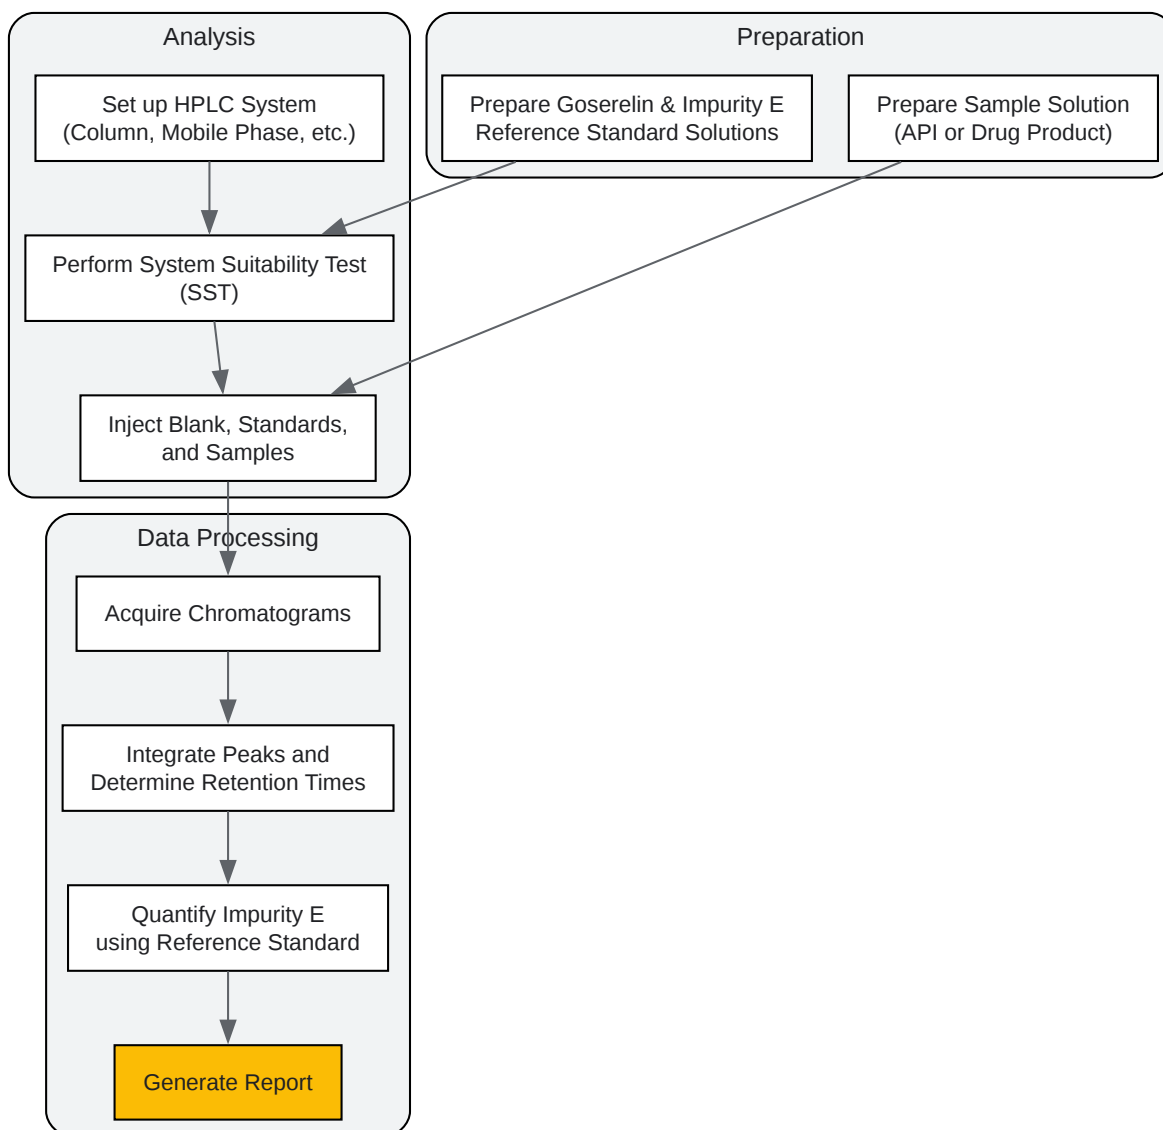 Analysis
Set up HPLC System
(Column, Mobile Phase, etc.)
Perform System Suitability Test
(SST)
Inject Blank, Standards,
and Samples
Preparation
Prepare Goserelin & Impurity E
Reference Standard Solutions
Prepare Sample Solution
(API or Drug Product)
Data Processing
Acquire Chromatograms
Integrate Peaks and
Determine Retention Times
Quantify Impurity E
using Reference Standard
Generate Report